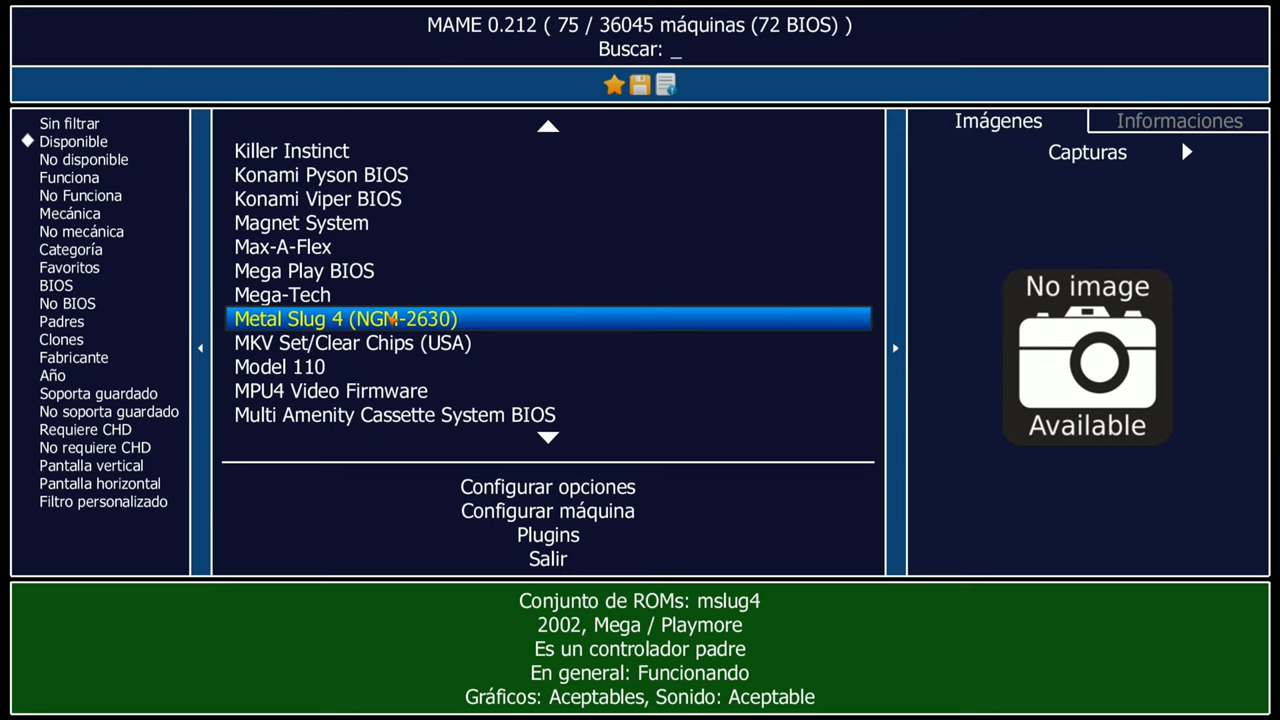 MAME 0.212 ( 75 / 36045 máquinas (72 BIOS) )
Buscar: _
Sin filtrar
Disponible
No disponible
Funciona
No Funciona
Mecánica
No mecánica
Categoría
Favoritos
BIOS
No BIOS
Padres
Clones
Fabricante
Año
Soporta guardado
No soporta guardado
Requiere CHD
No requiere CHD
Pantalla vertical
Pantalla horizontal
Filtro personalizado
Killer Instinct
Konami Pyson BIOS
Konami Viper BIOS
Magnet System
Max-A-Flex
Mega Play BIOS
Mega-Tech
Metal Slug 4 (NGM-2630)
MKV Set/Clear Chips (USA)
Model 110
MPU4 Video Firmware
Multi Amenity Cassette System BIOS
Configurar opciones
Configurar máquina
Plugins
Salir
Imágenes
Informaciones
Capturas
No image
Available
Conjunto de ROMs: mslug4
2002, Mega / Playmore
Es un controlador padre
En general: Funcionando
Gráficos: Aceptables, Sonido: Aceptable